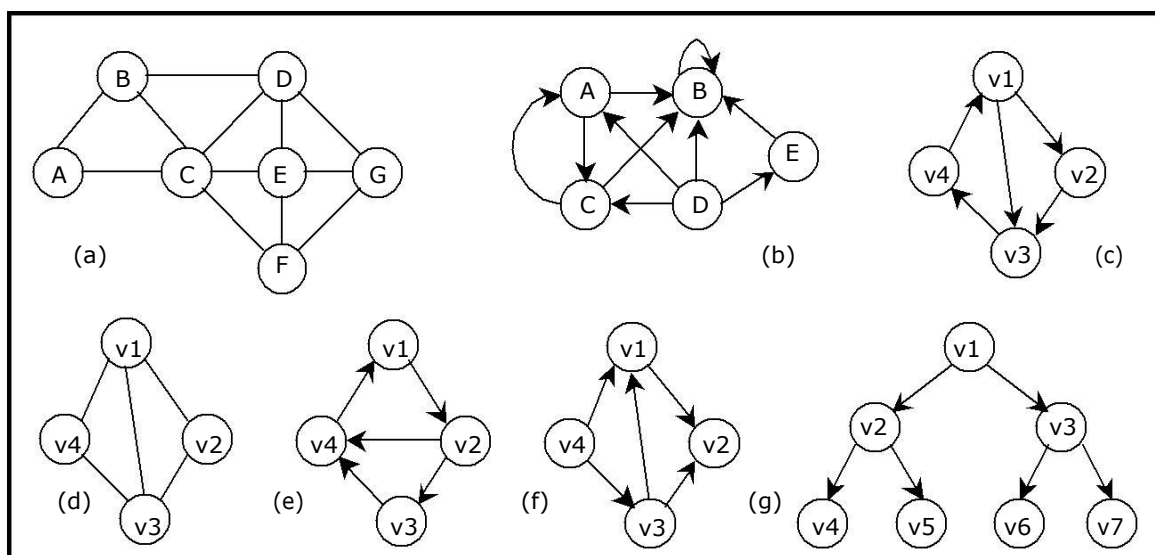 B D
A C E G
F
(a)
A B
E
C D
(b)
v1
v4 v2
v3
(c)
v1
v4 v2
v3
(d)
v1
v4 v2
v3
(e)
v1
v4 v2
v3
(f)
v1
v2 v3
v4 v5 v6 v7
(g)